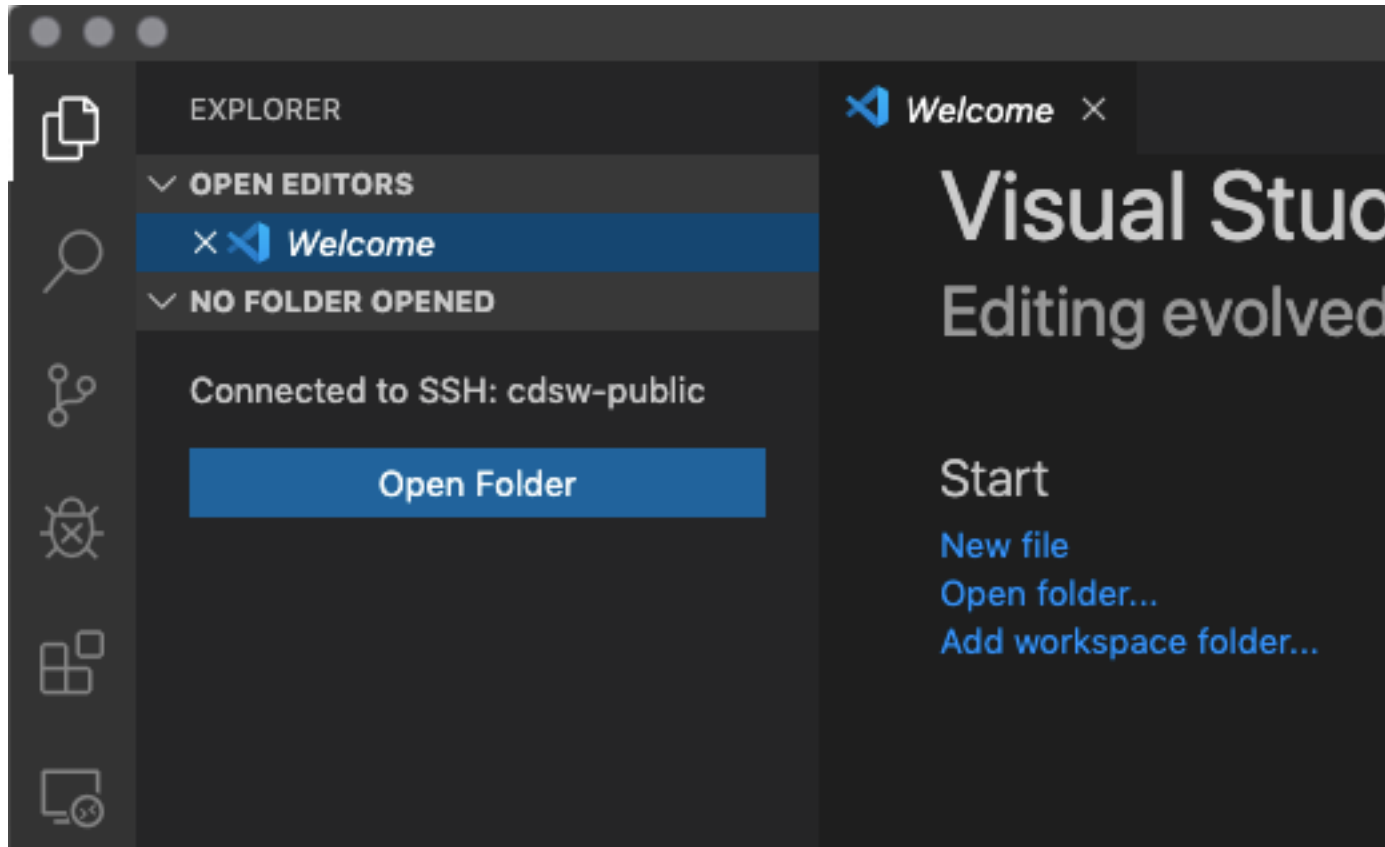 EXPLORER
OPEN EDITORS
Welcome
NO FOLDER OPENED
Connected to SSH: cdsw-public
Open Folder
Welcome
Visual
Editing evolved
Start
New file
Open folder...
Add workspace folder...